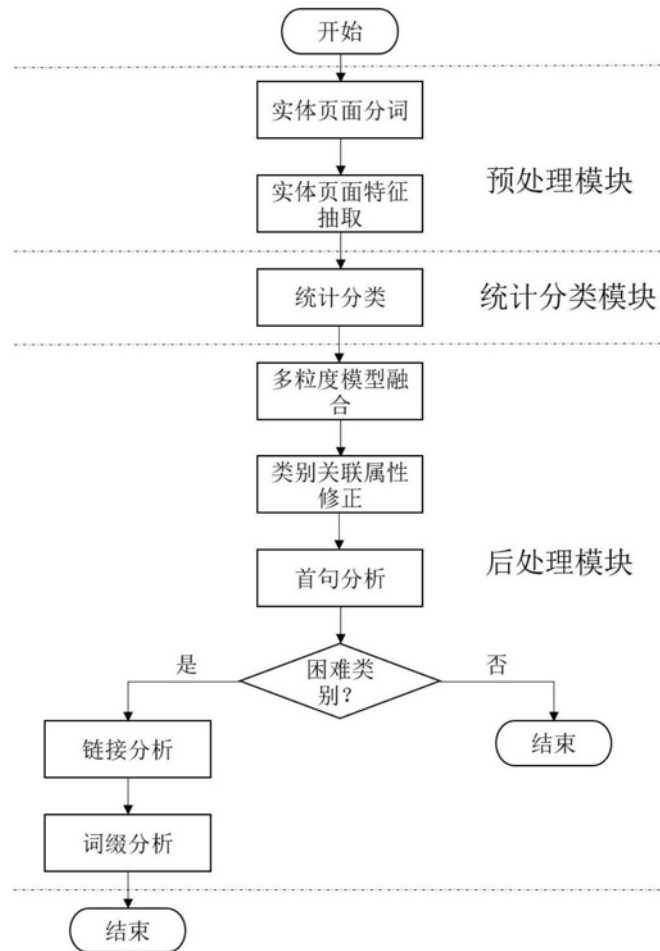 开始
实体页面分词
预处理模块
实体页面特征
抽取
统计分类
统计分类模块
多粒度模型融
合
类别关联属性
修正
首句分析
后处理模块
困难类
别？
是
否
链接分析
结束
词缀分析
结束